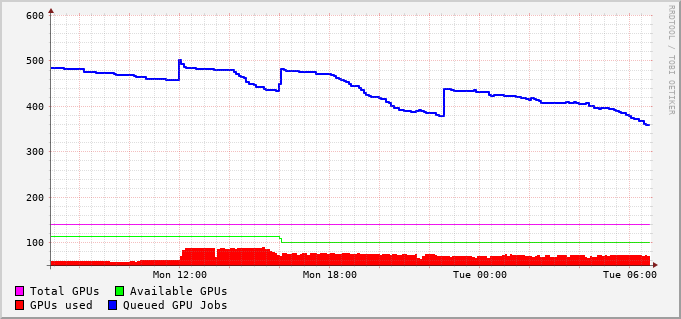 600
500
400
300
200
100
Mon 12:00 Mon 18:00 Tue 00:00 Tue 06:00
Total GPUs Available GPUs
GPUs used Queued GPU Jobs
RRDTOOL / TOBI OETIKER